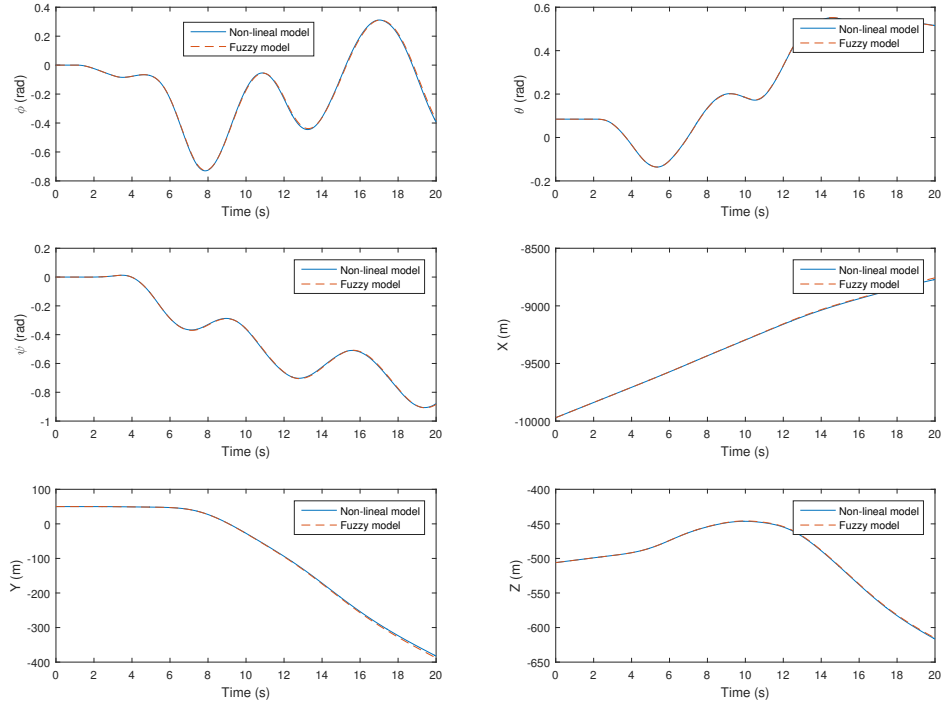 0.4
0.2
0
-0.2
-0.4
-0.6
-0.8
ϕ (rad)
0 2 4 6 8 10 12 14 16 18 20
Time (s)
Non-lineal model
Fuzzy model
0.6
0.4
0.2
0
-0.2
θ (rad)
0 2 4 6 8 10 12 14 16 18 20
Time (s)
Non-lineal model
Fuzzy model
0.2
0
-0.2
-0.4
-0.6
-0.8
-1
ψ (rad)
0 2 4 6 8 10 12 14 16 18 20
Time (s)
Non-lineal model
Fuzzy model
-8500
-9000
-9500
-10000
X (m)
0 2 4 6 8 10 12 14 16 18 20
Time (s)
Non-lineal model
Fuzzy model
100
0
-100
-200
-300
-400
Y (m)
0 2 4 6 8 10 12 14 16 18 20
Time (s)
Non-lineal model
Fuzzy model
-400
-450
-500
-550
-600
-650
Z (m)
0 2 4 6 8 10 12 14 16 18 20
Time (s)
Non-lineal model
Fuzzy model